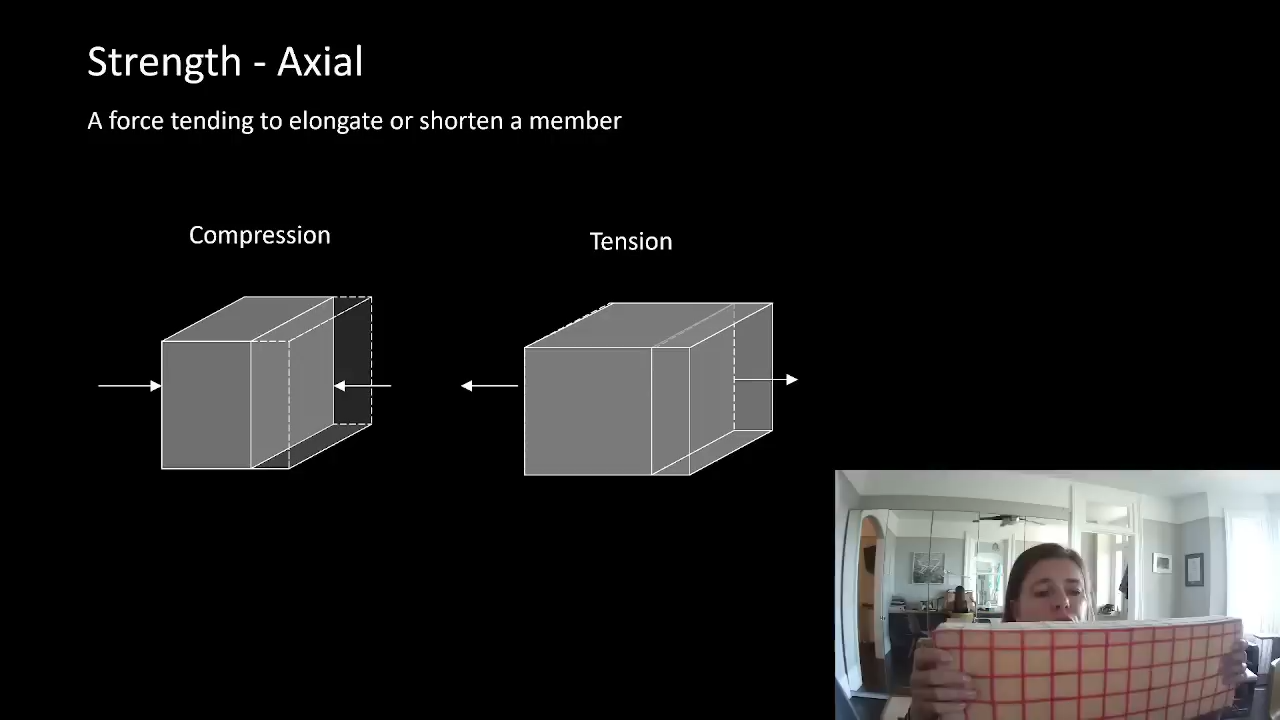 Strength - Axial
A force tending to elongate or shorten a member
Compression
Tension